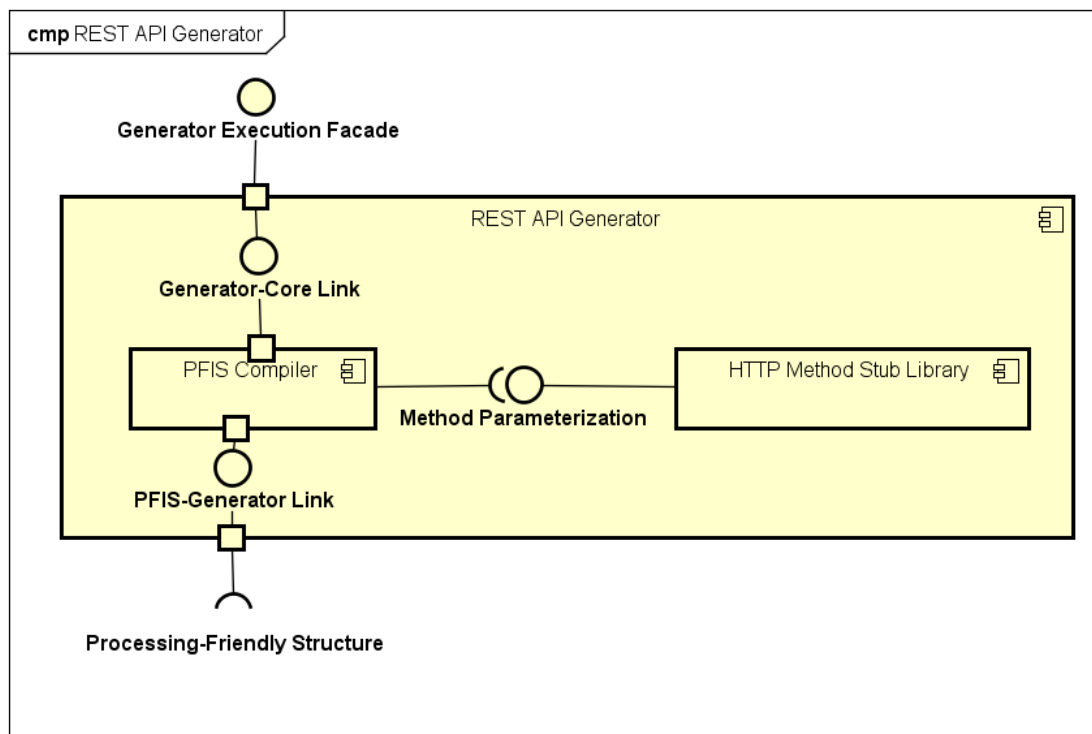 cmp REST API Generator
Generator Execution Facade
REST API Generator
Generator-Core Link
PFIS Compiler
HTTP Method Stub Library
Method Parameterization
PFIS-Generator Link
Processing-Friendly Structure